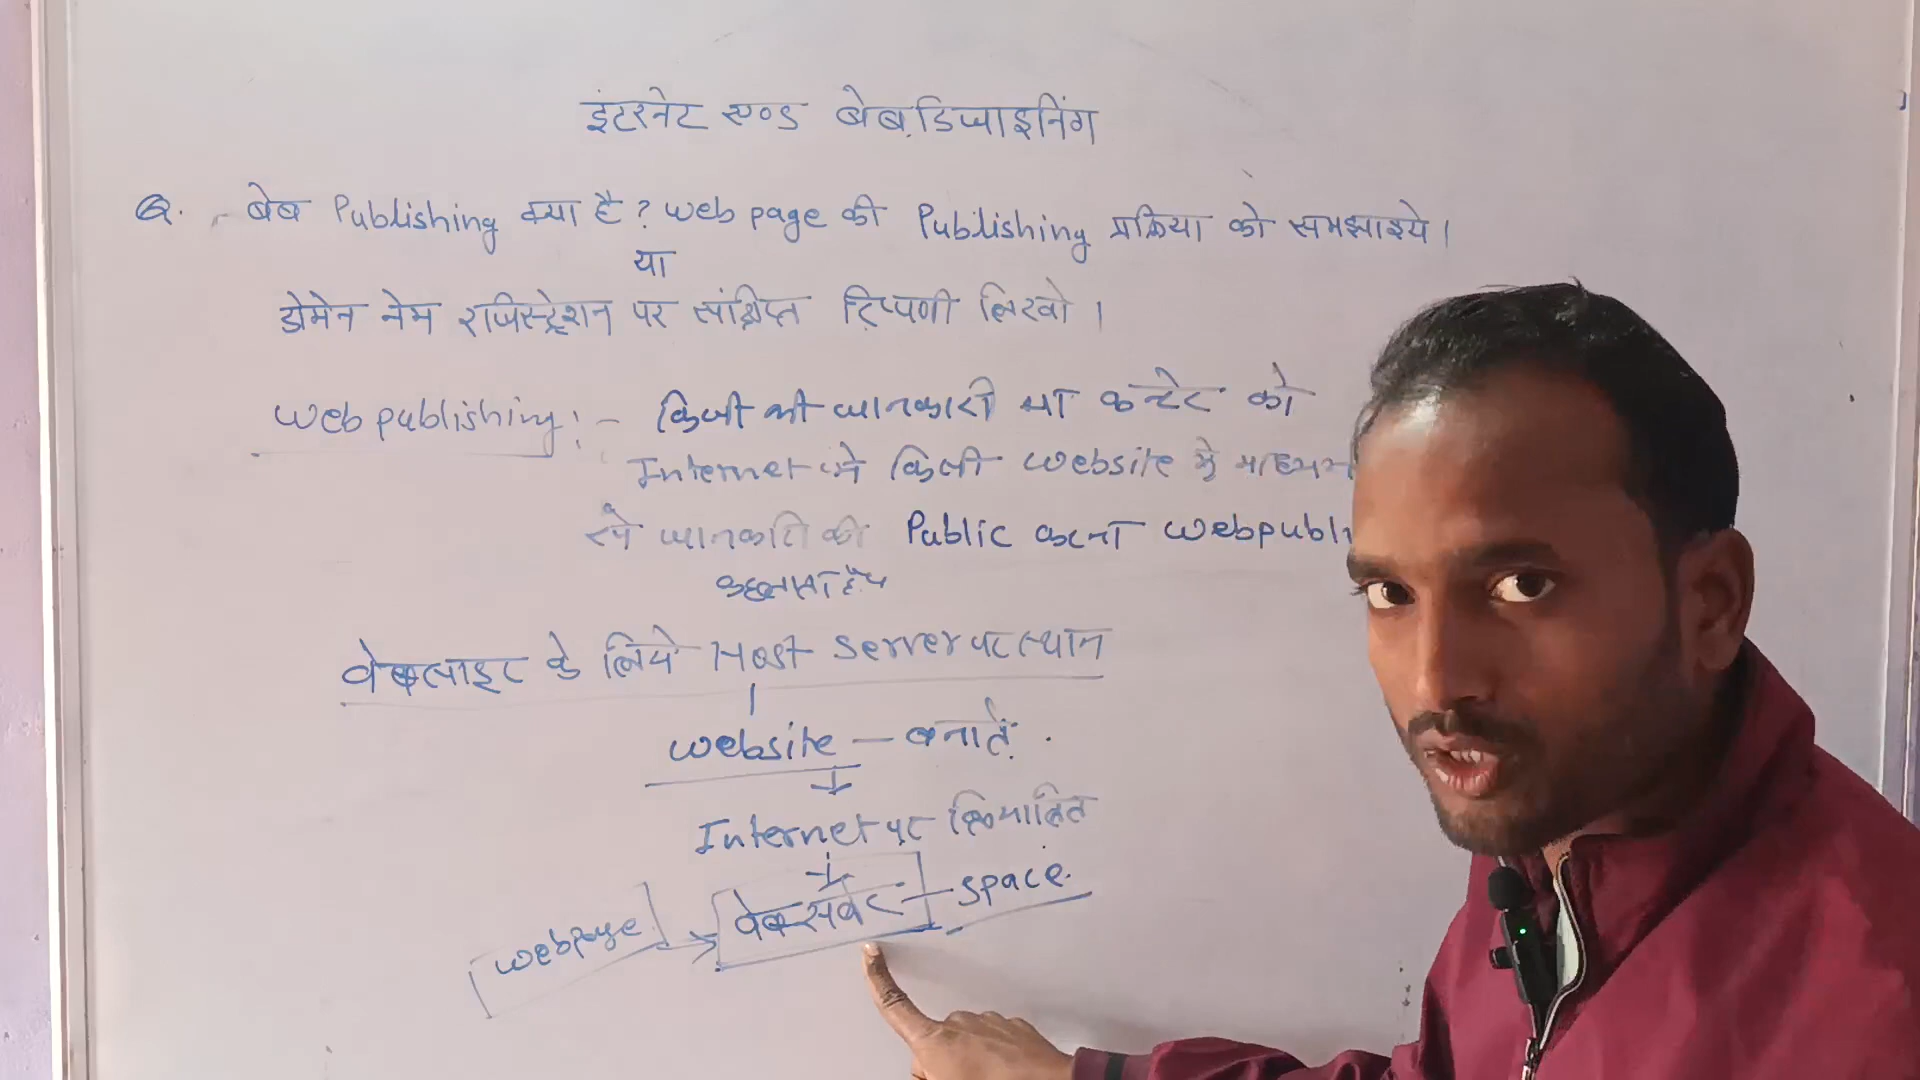 इंटरनेट एण्ड बेब डिजाइनिंग
Q. - बेब Publishing क्या है? web page की Publishing प्रक्रिया को समझाइये।
या
डोमेन नेम रजिस्ट्रेशन पर संक्षिप्त टिप्पणी लिखो।
web publishing:- किसी भी जानकारी या कन्टेट को
Internet में किसी website के माध्यम
से जानकारी की Public करना webpubli
कहलाता है।
वेबसाइट के लिये Host server पर स्थान
website — बनाते.
Internet पर क्रियान्वित
वेबसर्वर — space.
webpage